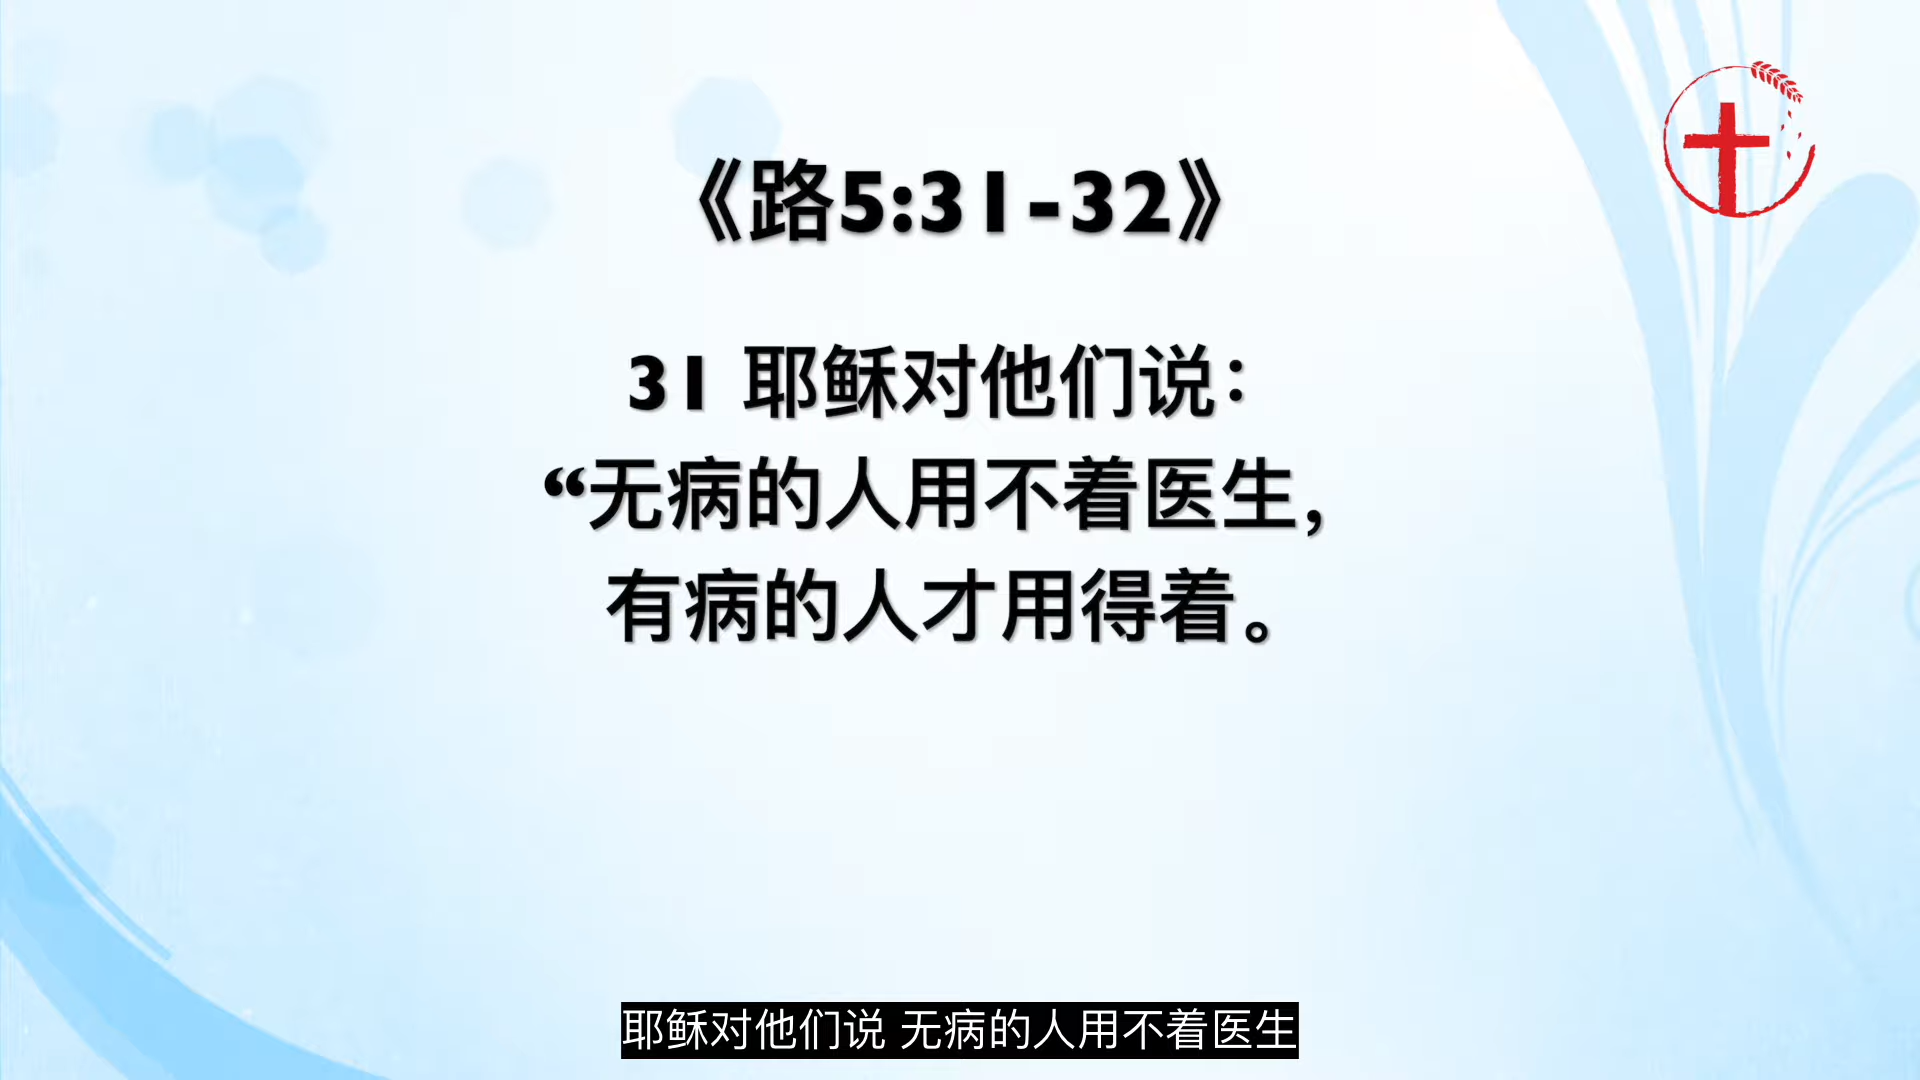 《路5:31-32》
31 耶稣对他们说：
“无病的人用不着医生,
有病的人才用得着。
耶稣对他们说 无病的人用不着医生